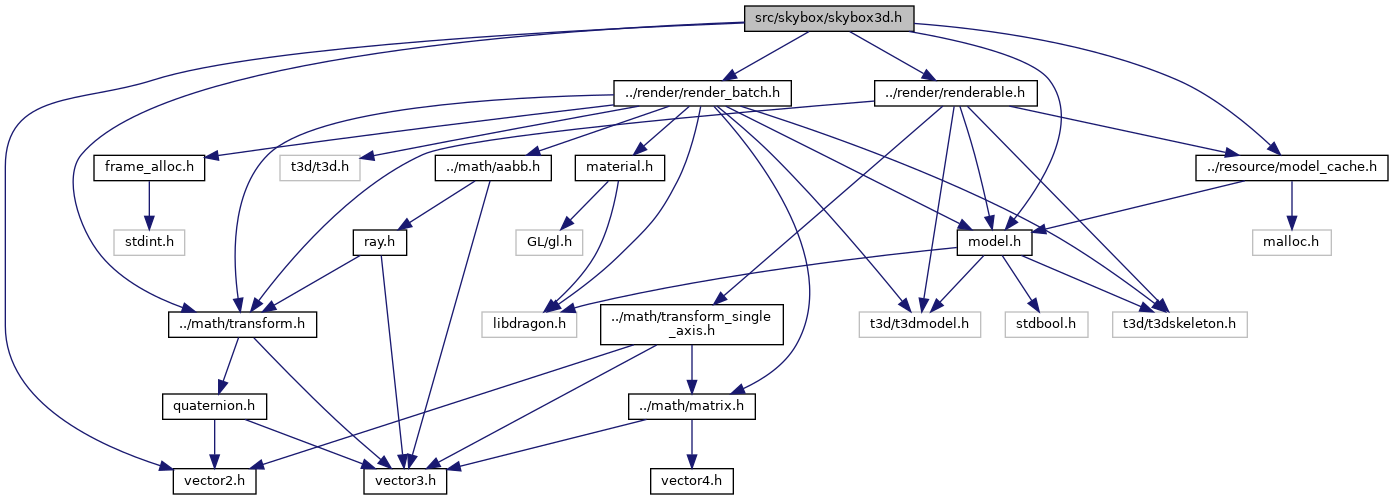 src/skybox/skybox3d.h
../render/render_batch.h
../render/renderable.h
frame_alloc.h
t3d/t3d.h
../math/aabb.h
material.h
../resource/model_cache.h
stdint.h
ray.h
GL/gl.h
model.h
malloc.h
../math/transform.h
libdragon.h
../math/transform_single
_axis.h
t3d/t3dmodel.h
stdbool.h
t3d/t3dskeleton.h
quaternion.h
../math/matrix.h
vector2.h
vector3.h
vector4.h